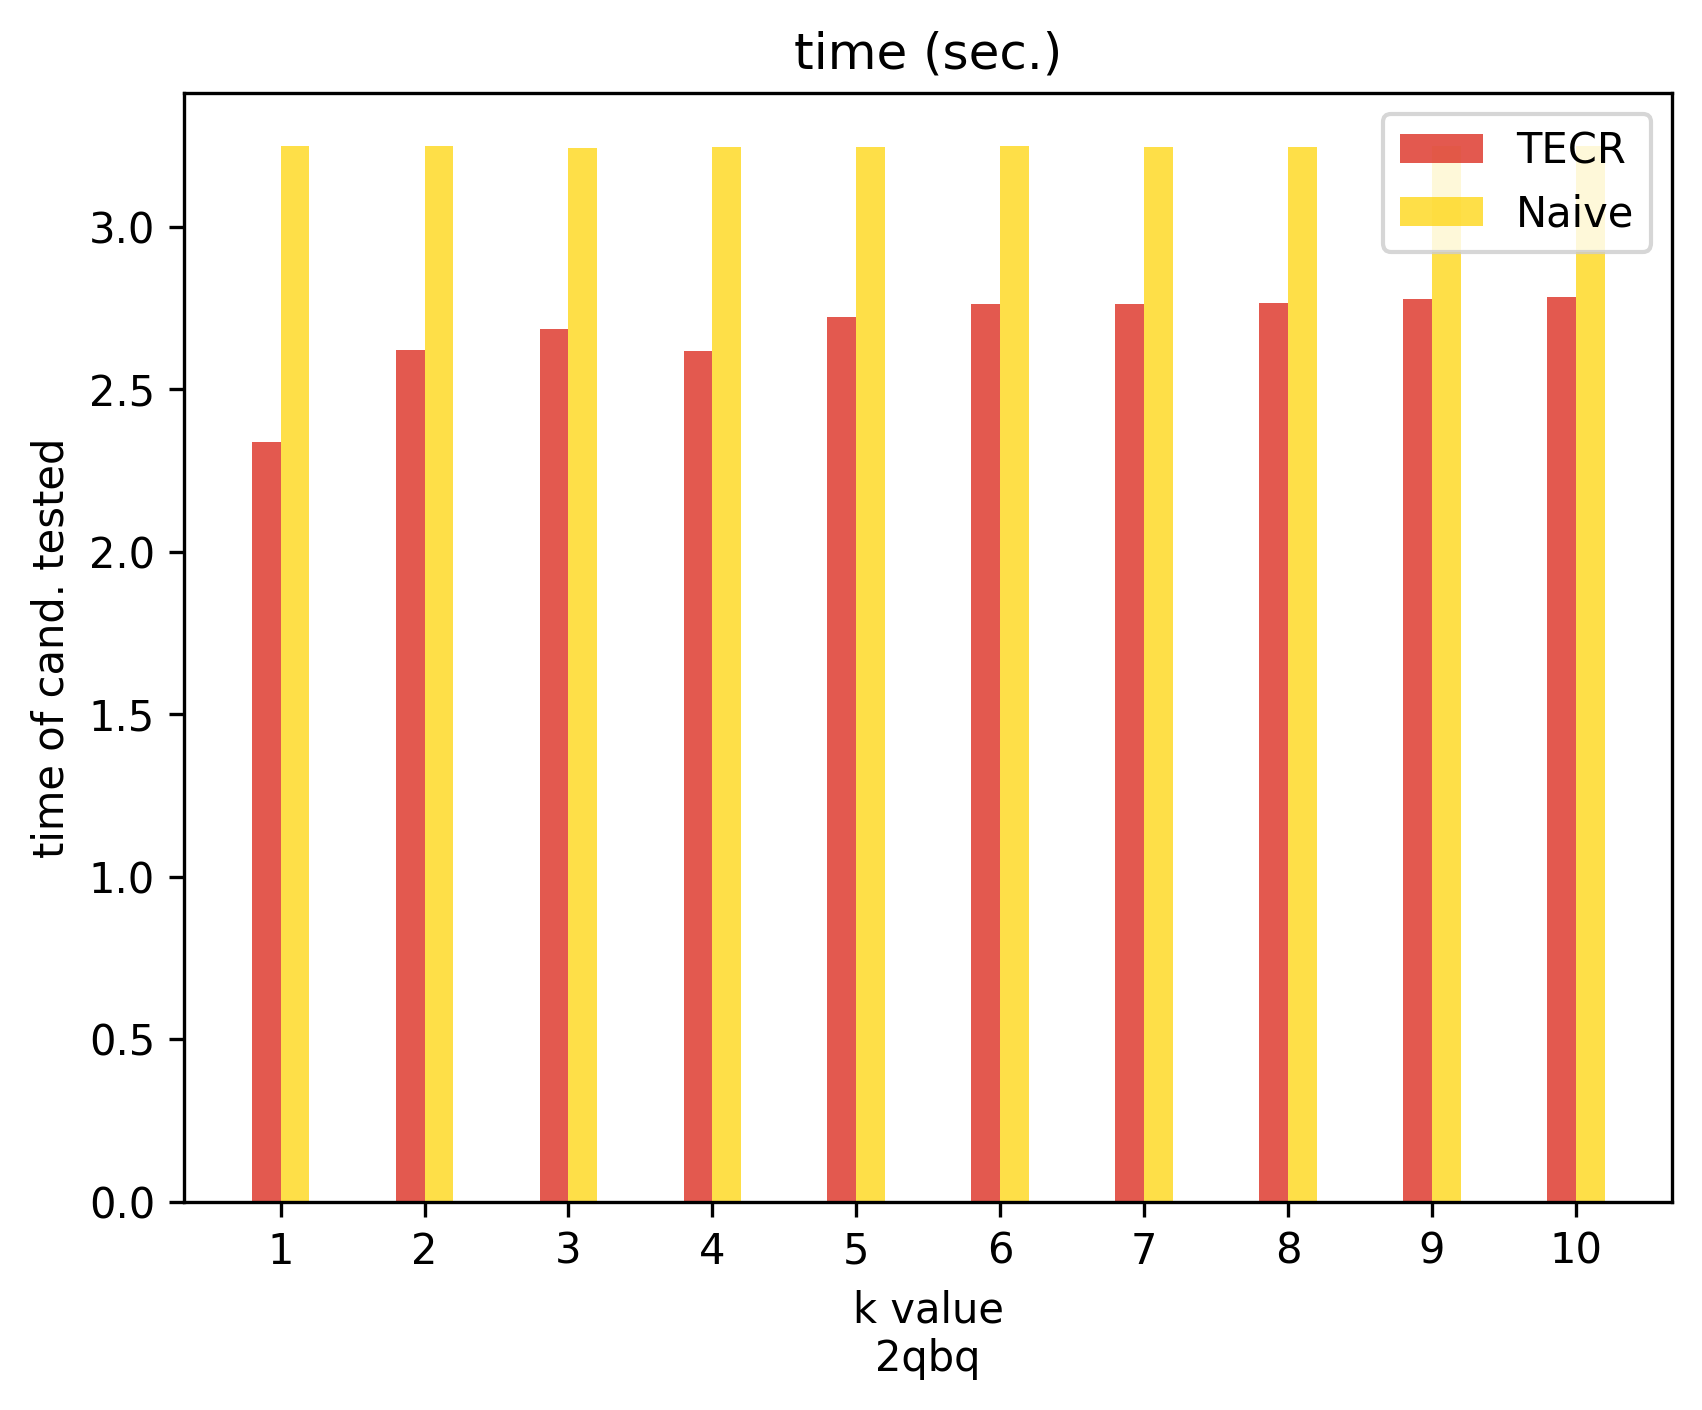 time (sec.)
TECR
Naive
time of cand. tested
3.0
2.5
2.0
1.5
1.0
0.5
0.0
1 2 3 4 5 6 7 8 9 10
k value
2qbq